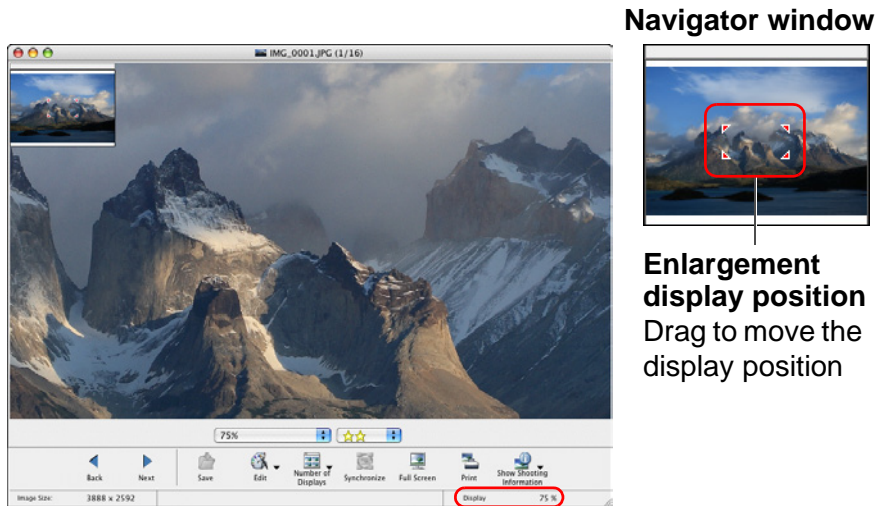 Navigator window
IMG_0001.JPG (1/16)
Enlargement
display position
Drag to move the
display position
75%
Back
Next
Save
Edit
Number of
Displays
Synchronize
Full Screen
Print
Show Shooting
Information
Image Size:
3888 x 2592
Display
75 %